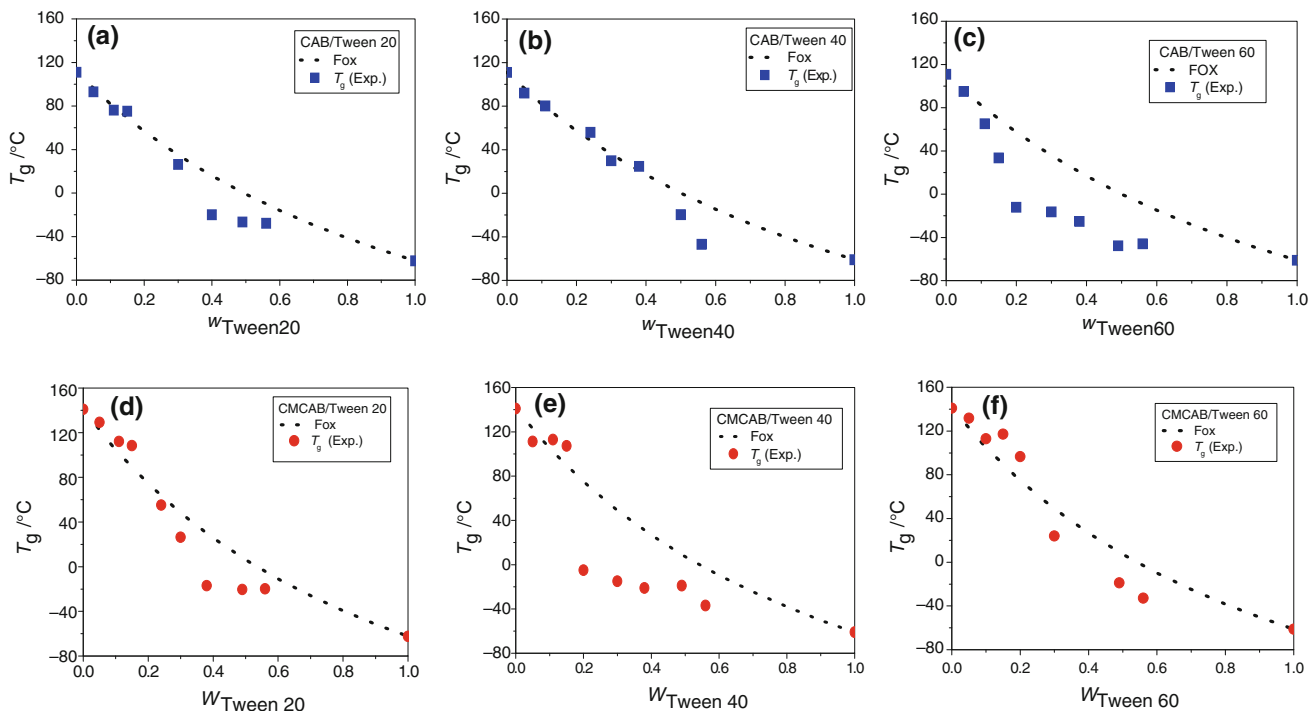 (a)
CAB/Tween 20
Fox
Tg (Exp.)
160
120
80
40
0
−40
−80
Tg /°C
0.0 0.2 0.4 0.6 0.8 1.0
wTween20
(b)
CAB/Tween 40
Fox
Tg (Exp.)
160
120
80
40
0
−40
−80
0.0 0.2 0.4 0.6 0.8 1.0
wTween40
(c)
CAB/Tween 60
FOX
Tg (Exp.)
160
120
80
40
0
−40
−80
0.0 0.2 0.4 0.6 0.8 1.0
wTween60
(d)
CMCAB/Tween 20
Fox
Tg (Exp.)
160
120
80
40
0
−40
−80
Tg /°C
0.0 0.2 0.4 0.6 0.8 1.0
wTween 20
(e)
CMCAB/Tween 40
Fox
Tg (Exp.)
160
120
80
40
0
−40
−80
Tg /°C
0.0 0.2 0.4 0.6 0.8 1.0
WTween 40
(f)
CMCAB/Tween 60
Fox
Tg (Exp.)
160
120
80
40
0
−40
−80
Tg /°C
0.0 0.2 0.4 0.6 0.8 1.0
WTween 60